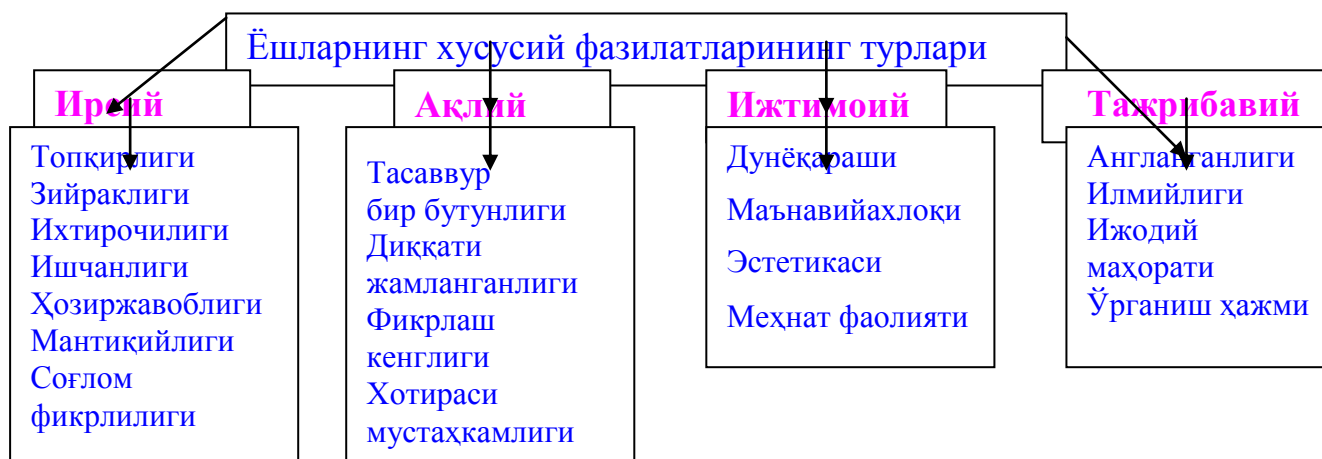 Ёшларнинг хусусий фазилатларининг турлари
Ирсий
Топқирлиги
Зийраклиги
Ихтирочилиги
Ишчанлиги
Ҳозиржавоблиги
Мантиқийлиги
Соғлом
фикрлилиги
Ақлий
Тасаввур
бир бутунлиги
Диққати
жамланганлиги
Фикрлаш
кенглиги
Хотираси
мустаҳкамлиги
Ижтимоий
Дунёқараши
Маънавийахлоқи
Эстетикаси
Меҳнат фаолияти
Тажрибавий
Англанганлиги
Илмийлиги
Ижодий
маҳорати
Ўрганиш ҳажми